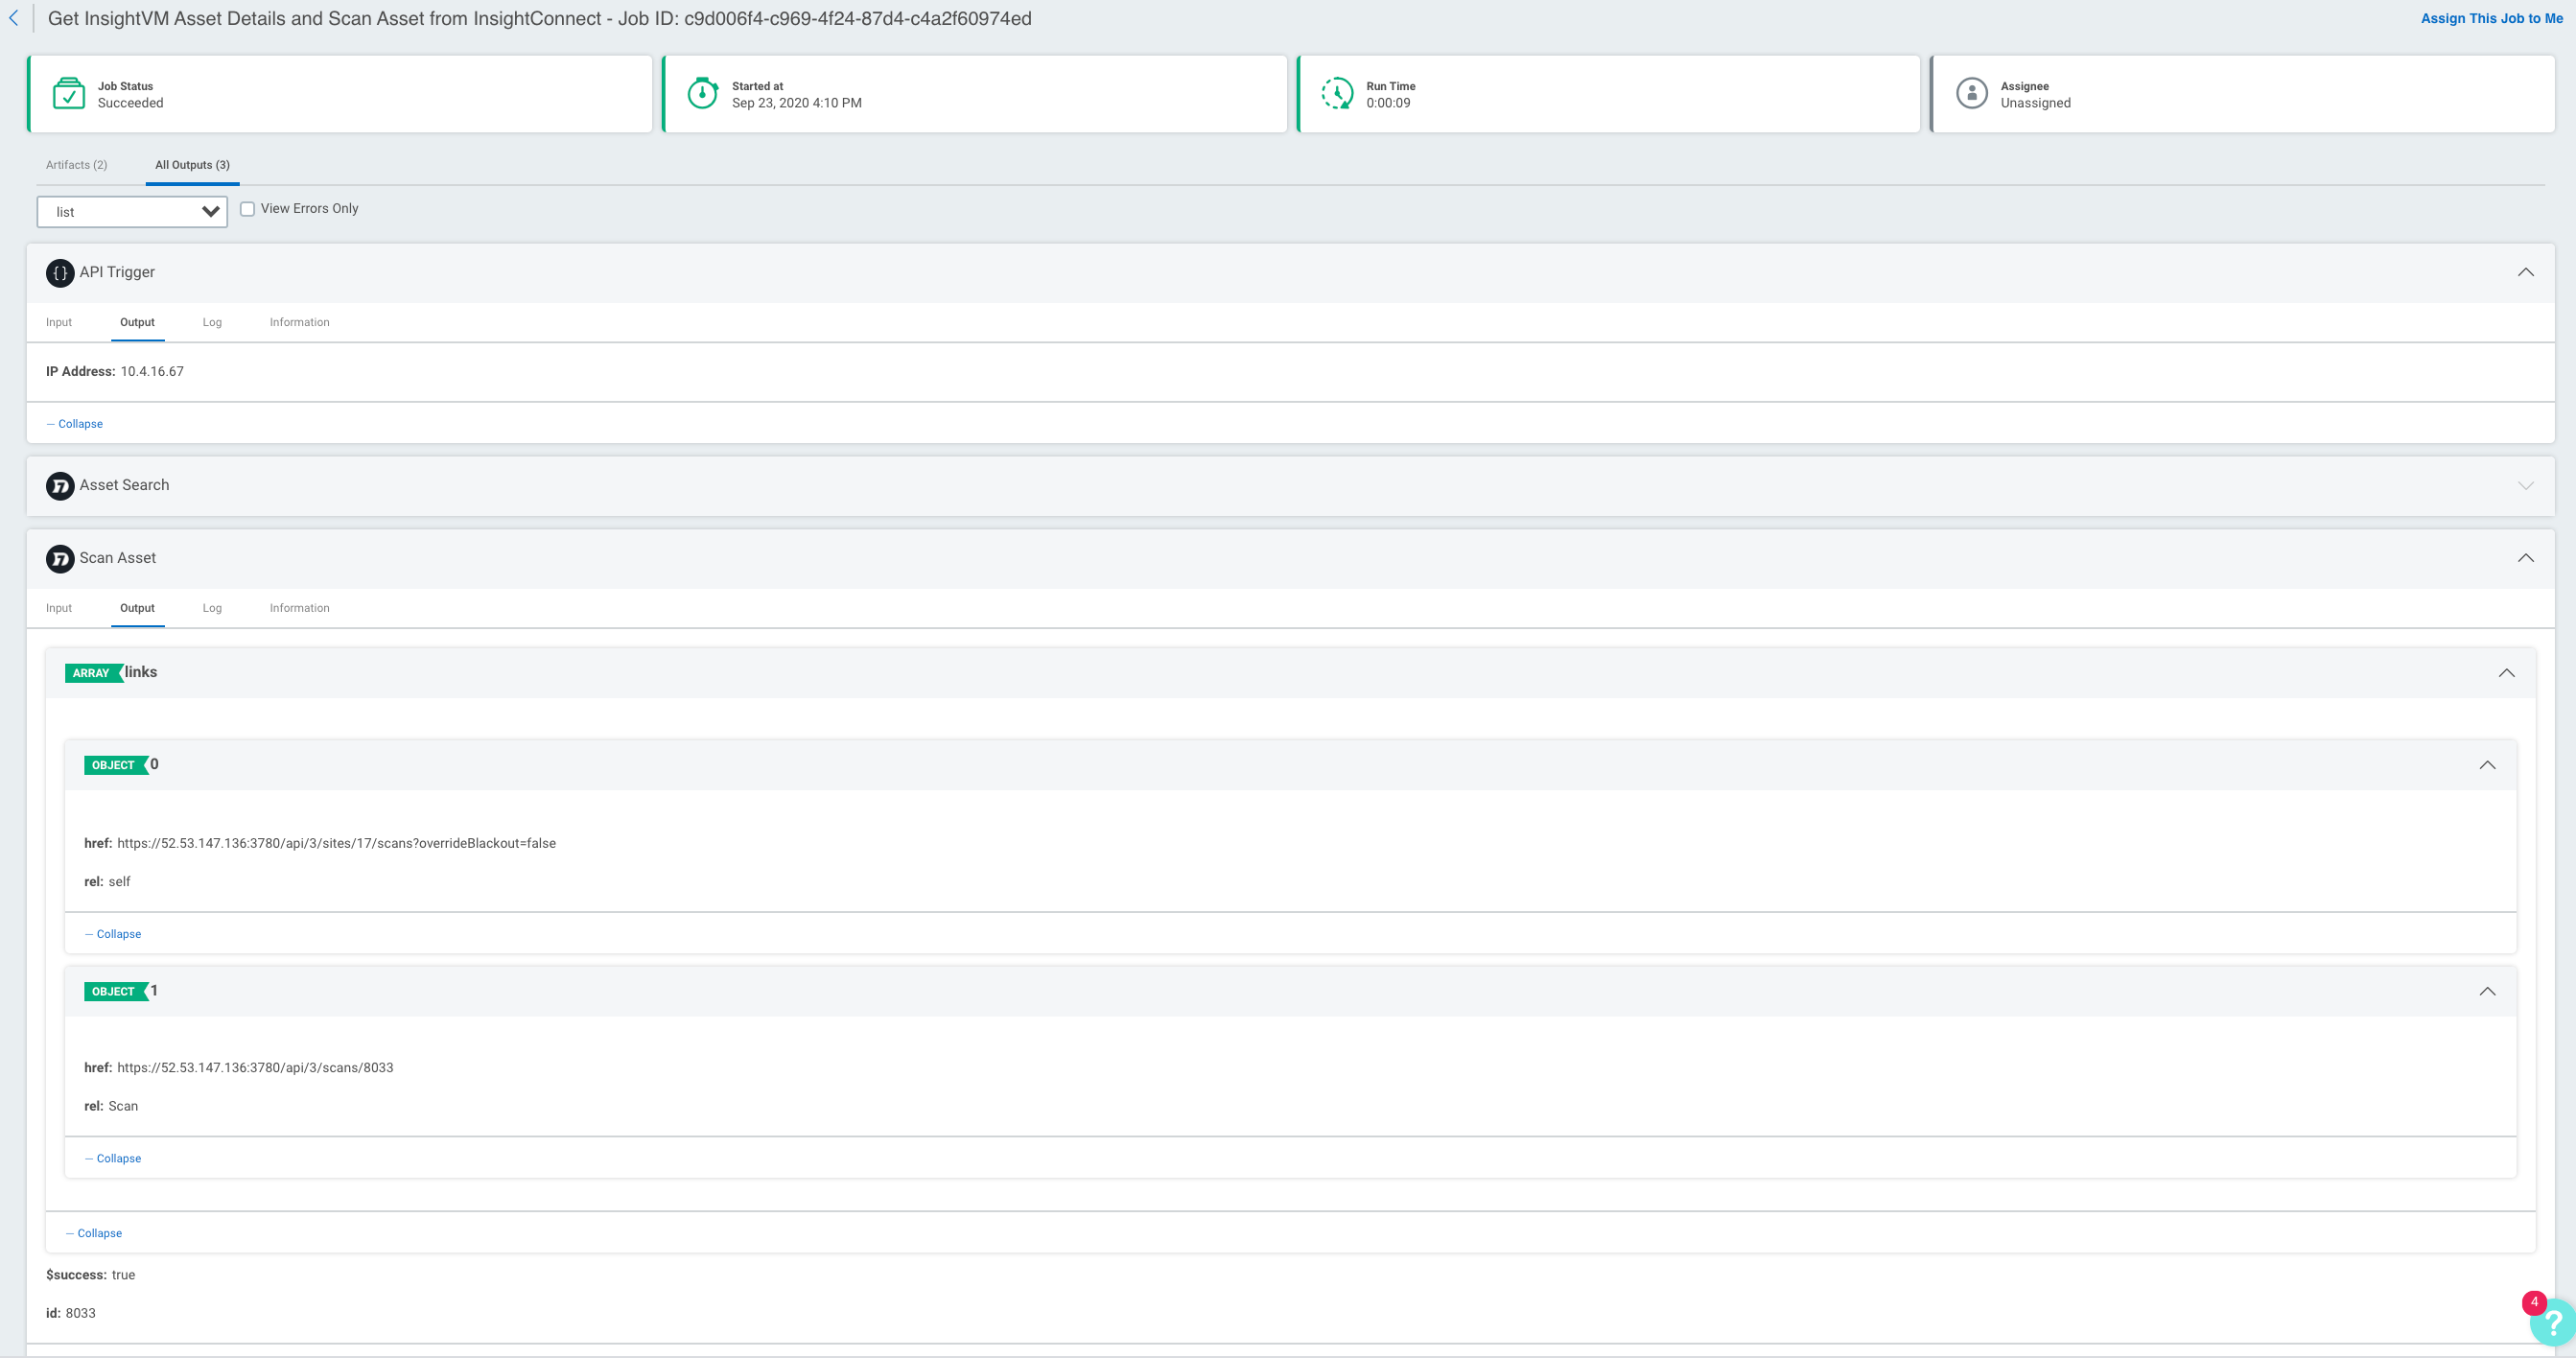 Get InsightVM Asset Details and Scan Asset from InsightConnect - Job ID: c9d006f4-c969-4f24-87d4-c4a2f60974ed
Assign This Job to Me
Job Status
Succeeded
Started at
Sep 23, 2020 4:10 PM
Run Time
0:00:09
Assignee
Unassigned
Artifacts (2)
All Outputs (3)
list
View Errors Only
{} API Trigger
Input
Output
Log
Information
IP Address: 10.4.16.67
— Collapse
Asset Search
Scan Asset
Input
Output
Log
Information
ARRAY links
OBJECT 0
href: https://52.53.147.136:3780/api/3/sites/17/scans?overrideBlackout=false
rel: self
— Collapse
OBJECT 1
href: https://52.53.147.136:3780/api/3/scans/8033
rel: Scan
— Collapse
— Collapse
$success: true
id: 8033
4
?